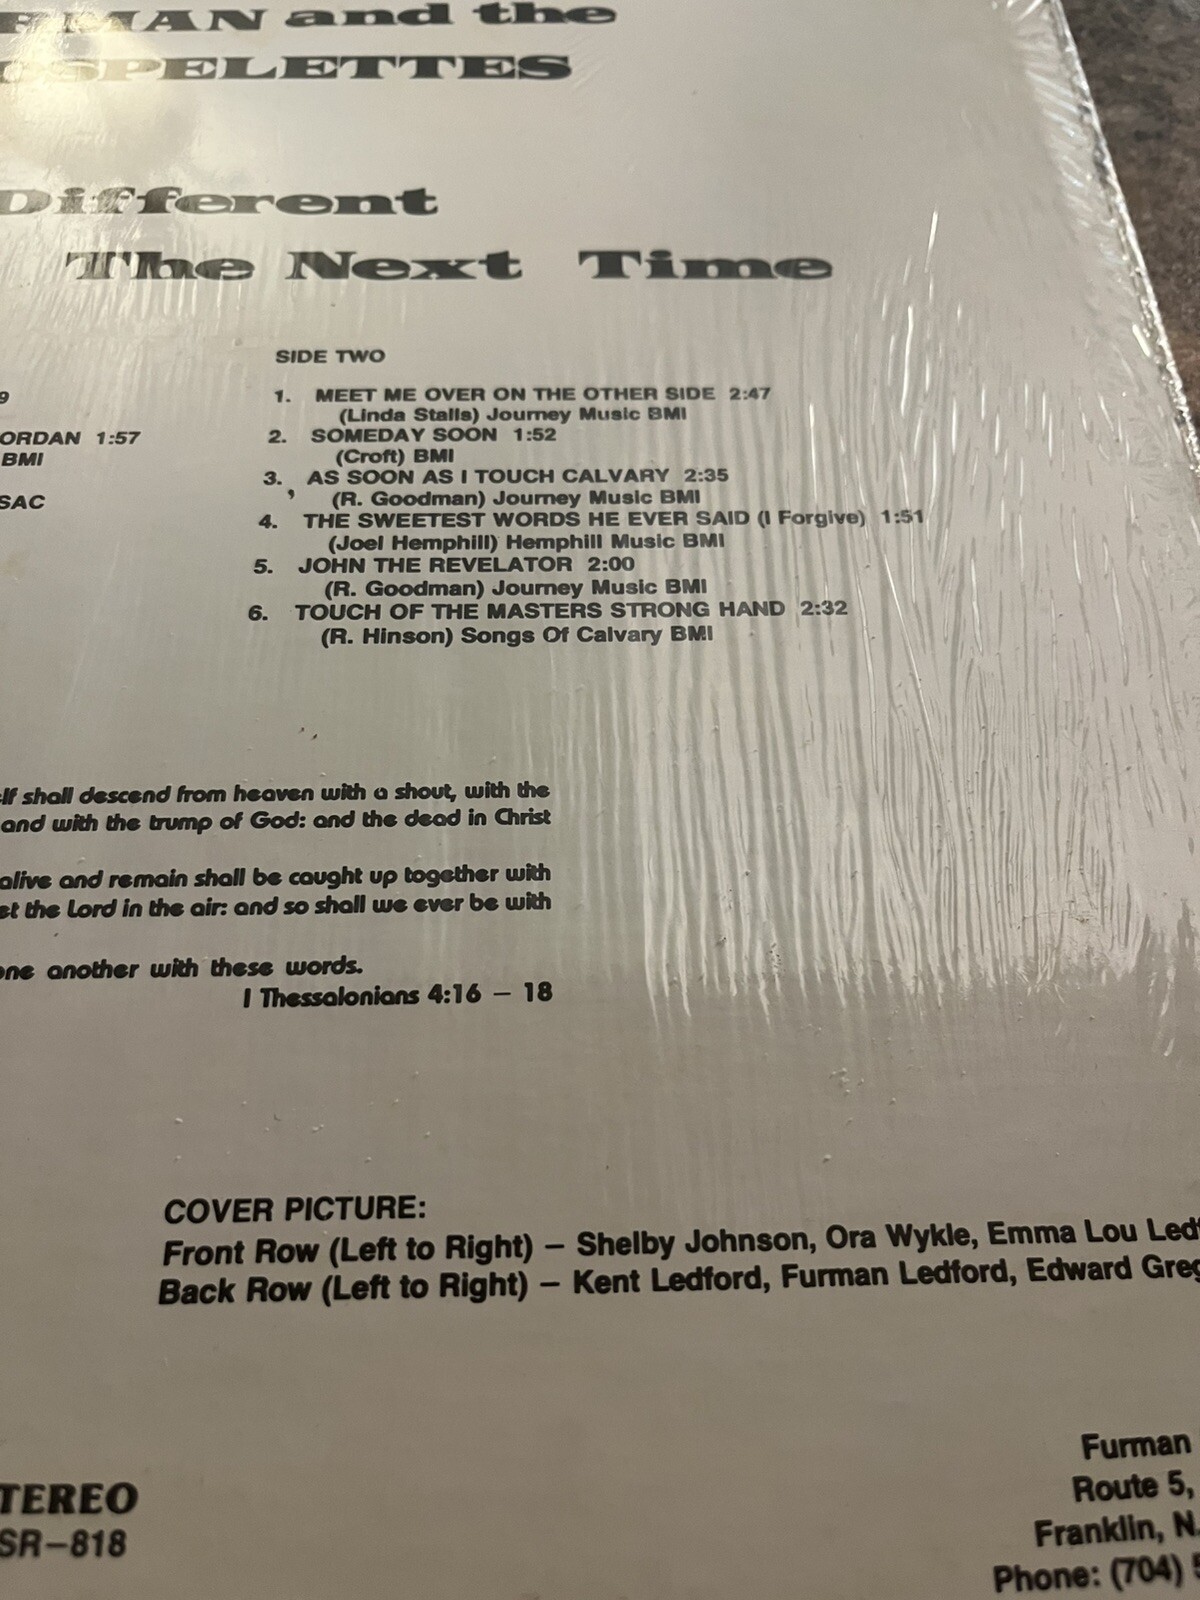 RMAN and the
SPELETTES
Different
The Next Time
SIDE TWO
9
1. MEET ME OVER ON THE OTHER SIDE 2:47
(Linda Stalls) Journey Music BMI
ORDAN 1:57
2. SOMEDAY SOON 1:52
BMI
(Croft) BMI
3. AS SOON AS I TOUCH CALVARY 2:35
SAC
(R. Goodman) Journey Music BMI
4. THE SWEETEST WORDS HE EVER SAID (I Forgive) 1:51
(Joel Hemphill) Hemphill Music BMI
5. JOHN THE REVELATOR 2:00
(R. Goodman) Journey Music BMI
6. TOUCH OF THE MASTERS STRONG HAND 2:32
(R. Hinson) Songs Of Calvary BMI
lf shall descend from heaven with a shout, with the
and with the trump of God: and the dead in Christ
alive and remain shall be caught up together with
et the Lord in the air: and so shall we ever be with
one another with these words.
I Thessalonians 4:16 – 18
COVER PICTURE:
Front Row (Left to Right) – Shelby Johnson, Ora Wykle, Emma Lou Led
Back Row (Left to Right) – Kent Ledford, Furman Ledford, Edward Greg
Furman
TEREO
Route 5,
SR–818
Franklin, N.
Phone: (704) 5